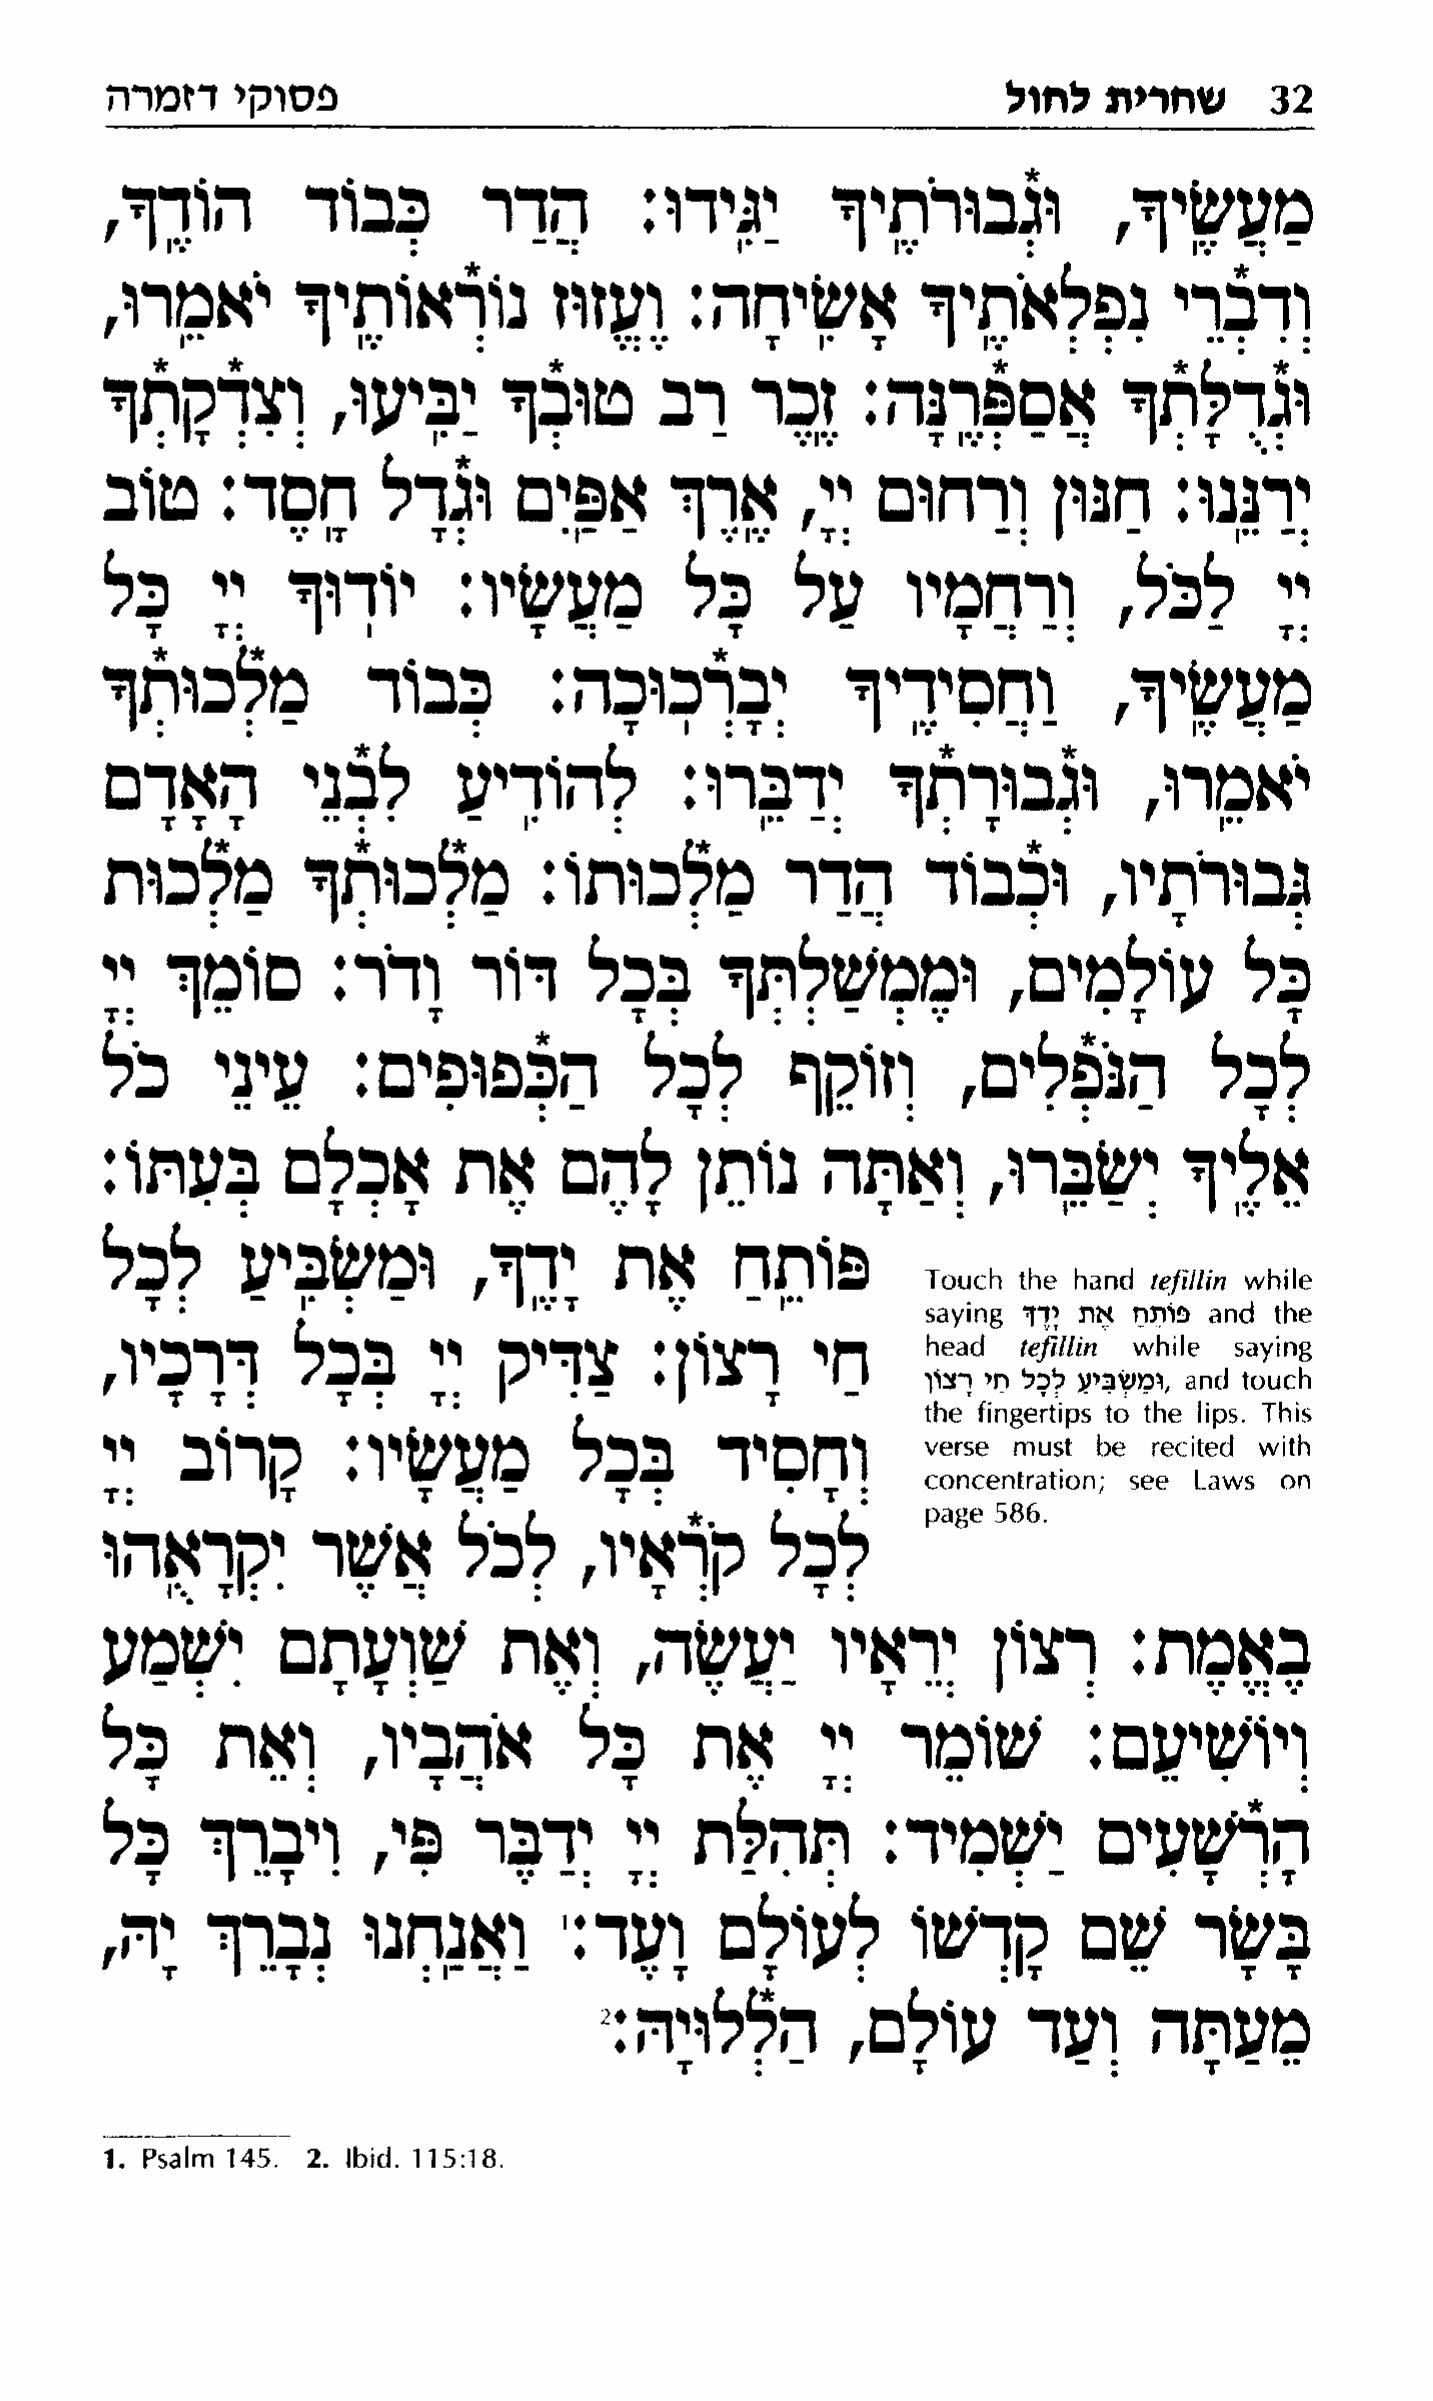 32 שחרית לחול פסוקי דזמרה
מַעֲשֶֽׂיךָ, וּגְ֯בוּרֹתֶֽיךָ יַגִּֽידוּ: הֲדַר כְּבוֹד הוֹדֶֽךָ,
וְדִבְ֯רֵי נִפְלְאֹתֶֽיךָ אָשִֽׂיחָה: וֶעֱזוּז נוֹרְ֯אוֹתֶֽיךָ יֹאמֵֽרוּ,
וּגְ֯דֻלָּתְ֯ךָ אֲסַפְּ֯רֶֽנָּה: זֵֽכֶר רַב טוּבְ֯ךָ יַבִּֽיעוּ, וְצִדְ֯קָתְ֯ךָ
יְרַנֵּֽנוּ: חַנּוּן וְרַחוּם יְיָ, אֶֽרֶךְ אַפַּֽיִם וּגְ֯דָל חָֽסֶד: טוֹב
יְיָ לַכֹּל, וְרַחֲמָיו עַל כָּל מַעֲשָׂיו: יוֹדֽוּךָ יְיָ כָּל
מַעֲשֶֽׂיךָ, וַחֲסִידֶֽיךָ יְבָרְ֯כֽוּכָה: כְּבוֹד מַלְ֯כוּתְ֯ךָ
יֹאמֵֽרוּ, וּגְ֯בוּרָתְ֯ךָ יְדַבֵּֽרוּ: לְהוֹדִֽיעַ לִבְ֯נֵי הָאָדָם
גְּבוּרֹתָיו, וּכְ֯בוֹד הֲדַר מַלְ֯כוּתוֹ: מַלְ֯כוּתְ֯ךָ מַלְ֯כוּת
כָּל עוֹלָמִים, וּמֶמְשַׁלְתְּךָ בְּכָל דּוֹר וָדֹר: סוֹמֵךְ יְיָ
לְכָל הַנֹּפְ֯לִים, וְזוֹקֵף לְכָל הַכְּ֯פוּפִים: עֵינֵי כֹל
אֵלֶֽיךָ יְשַׂבֵּֽרוּ, וְאַתָּה נוֹתֵן לָהֶם אֶת אָכְלָם בְּעִתּוֹ:
פּוֹתֵֽחַ אֶת יָדֶֽךָ, וּמַשְׂבִּֽיעַ לְכָל
חַי רָצוֹן: צַדִּיק יְיָ בְּכָל דְּרָכָיו,
וְחָסִיד בְּכָל מַעֲשָׂיו: קָרוֹב יְיָ
לְכָל קֹרְ֯אָיו, לְכֹל אֲשֶׁר יִקְרָאֻֽהוּ
Touch the hand tefillin while
saying פּוֹתֵחַ אֶת יָדֶךָ and the
head tefillin while saying
וּמַשְׂבִּיעַ לְכָל חַי רָצוֹן, and touch
the fingertips to the lips. This
verse must be recited with
concentration; see Laws on
page 586.
בֶאֱמֶת: רְצוֹן יְרֵאָיו יַעֲשֶׂה, וְאֶת שַׁוְעָתָם יִשְׁמַע
וְיוֹשִׁיעֵם: שׁוֹמֵר יְיָ אֶת כָּל אֹהֲבָיו, וְאֵת כָּל
הָרְ֯שָׁעִים יַשְׁמִיד: תְּהִלַּת יְיָ יְדַבֶּר פִּי, וִיבָרֵךְ כָּל
בָּשָׂר שֵׁם קָדְשׁוֹ לְעוֹלָם וָעֶד:1 וַאֲנַֽחְנוּ נְבָרֵךְ יָהּ,
מֵעַתָּה וְעַד עוֹלָם, הַלְ֯לוּיָהּ:2
1. Psalm 145. 2. Ibid. 115:18.